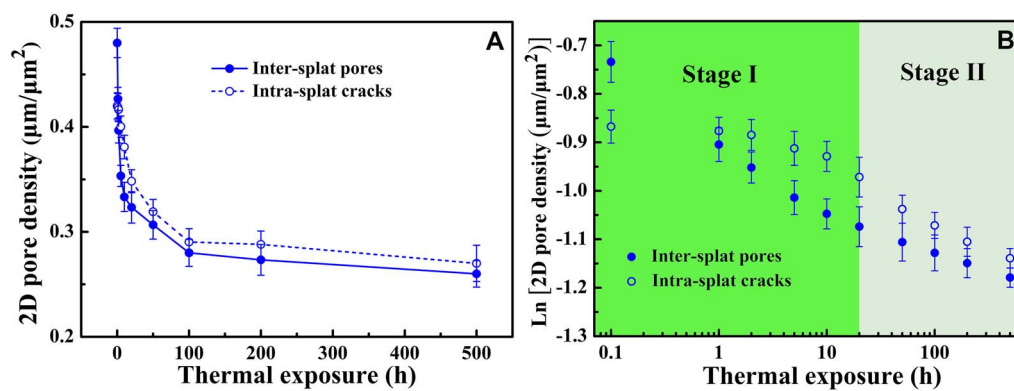 A
0.5
0.4
0.3
0.2
2D pore density (μm/μm²)
Inter-splat pores
Intra-splat cracks
0 100 200 300 400 500
Thermal exposure (h)
B
Stage I Stage II
-0.7
-0.8
-0.9
-1.0
-1.1
-1.2
-1.3
Ln [2D pore density (μm/μm²)]
Inter-splat pores
Intra-splat cracks
0.1 1 10 100
Thermal exposure (h)